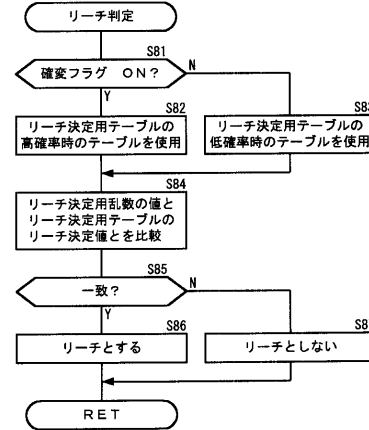 リーチ判定
S81
確変フラグ ON?
N
Y
S82
リーチ決定用テーブルの
高確率時のテーブルを使用
S83
リーチ決定用テーブルの
低確率時のテーブルを使用
S84
リーチ決定用乱数の値と
リーチ決定用テーブルの
リーチ決定値とを比較
S85
一致?
N
Y
S86
リーチとする
S8
リーチとしない
RET